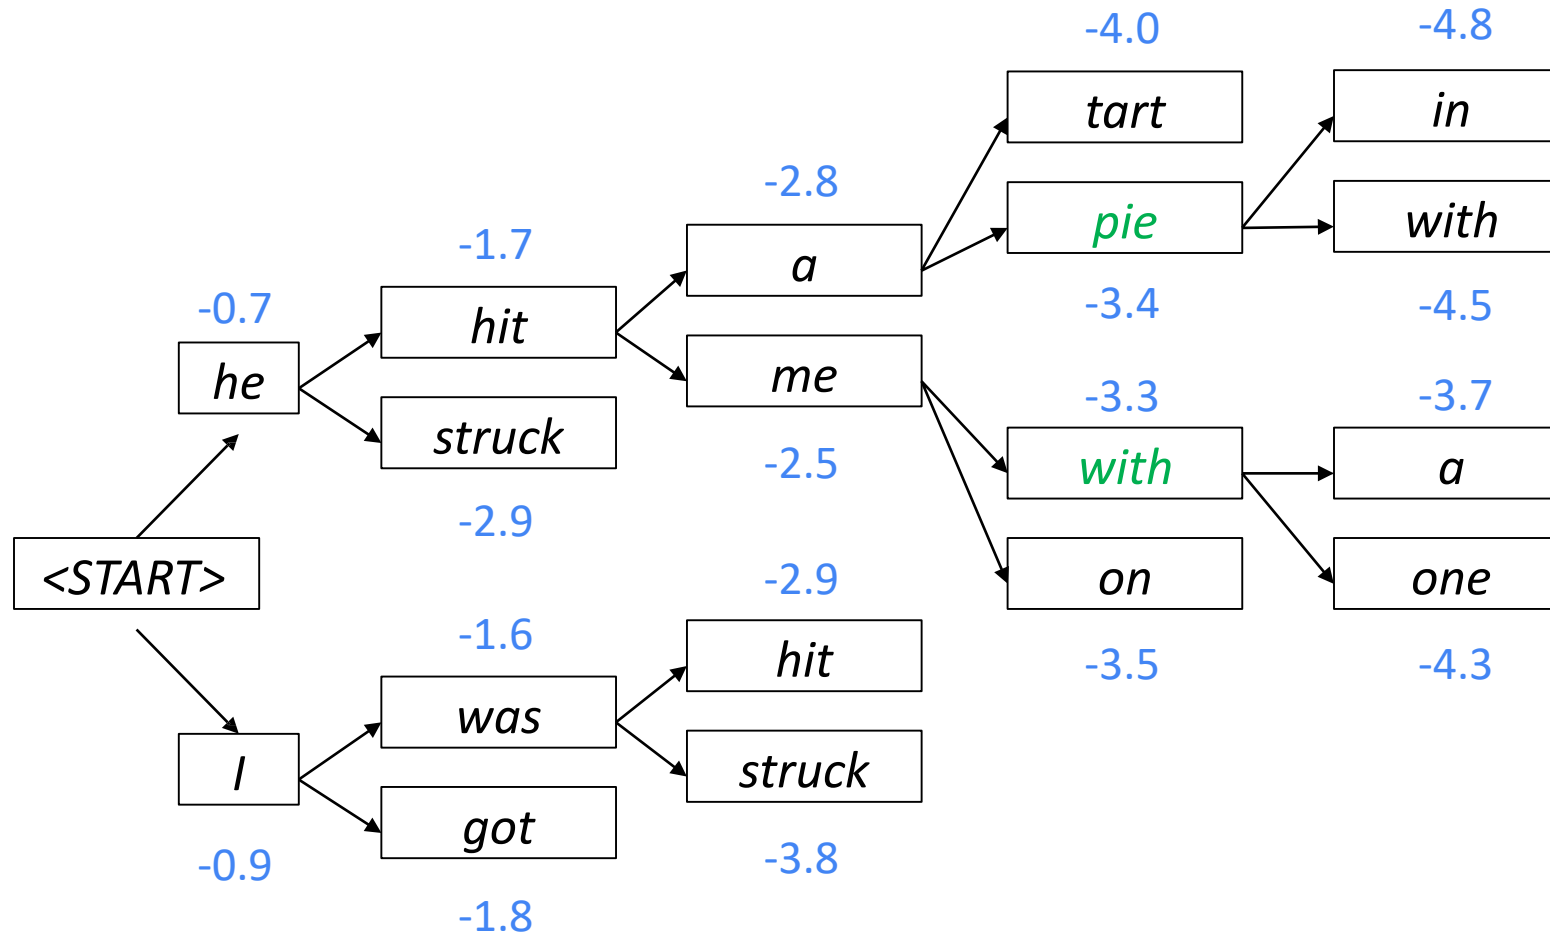 -4.0
-4.8
tart
in
-2.8
pie
with
-1.7
a
-3.4
-4.5
-0.7
hit
me
-3.3
-3.7
he
struck
-2.5
with
a
-2.9
<START>
-2.9
on
one
-1.6
hit
-3.5
-4.3
was
I
struck
got
-0.9
-3.8
-1.8